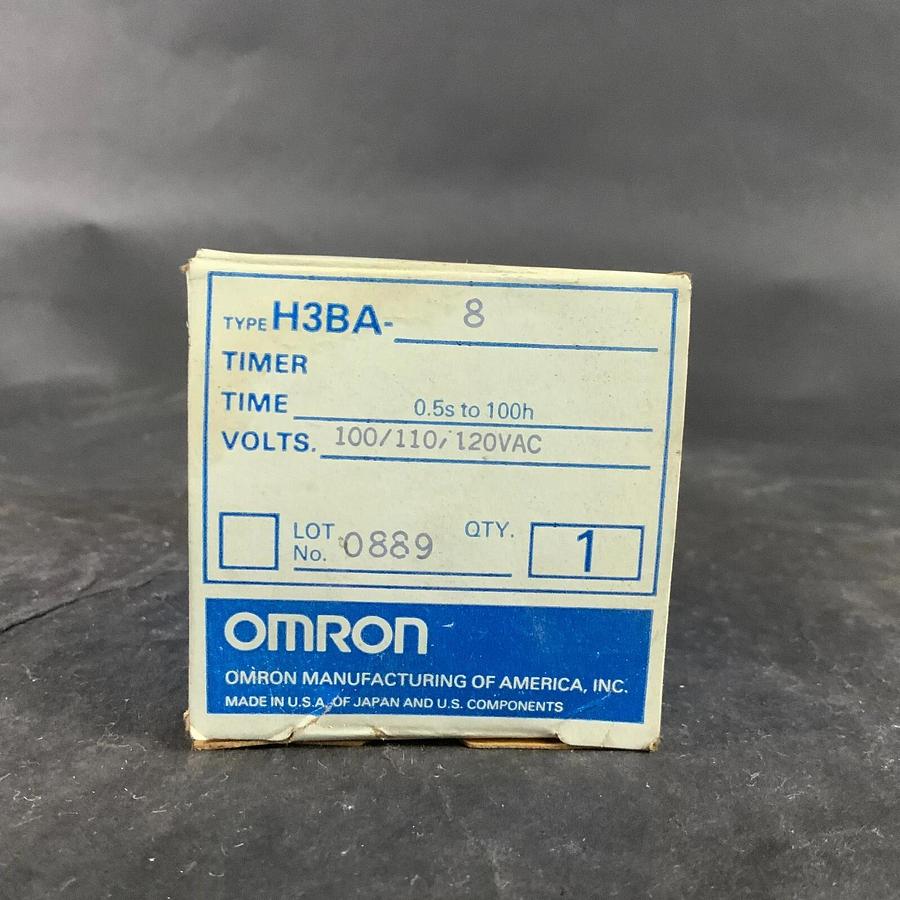 TYPE H3BA- 8
TIMER
TIME 0.5s to 100h
VOLTS. 100/110/120VAC
LOT No. 0889 QTY. 1
OMRON
OMRON MANUFACTURING OF AMERICA, INC.
MADE IN U.S.A. OF JAPAN AND U.S. COMPONENTS